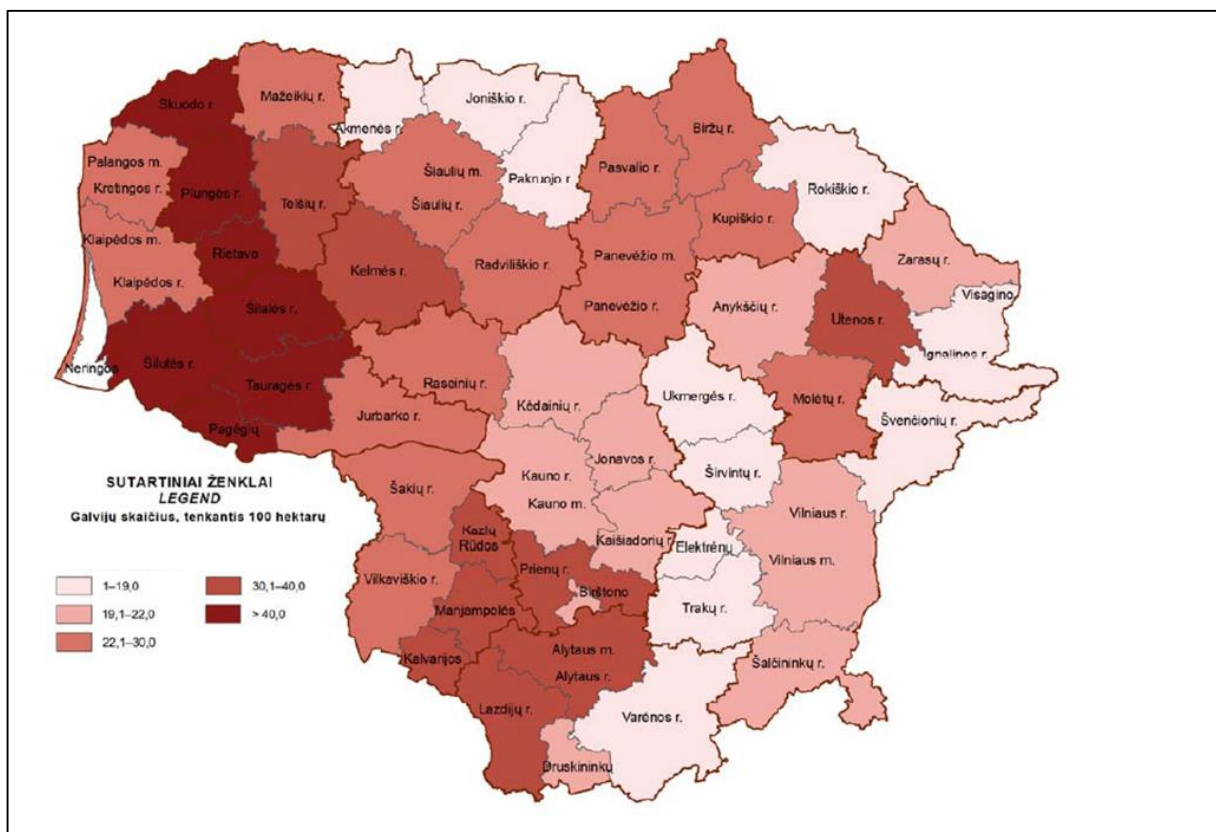 Skuodo r.
Mažeikių r.
Akmenės r.
Joniškio r.
Pakruojo r.
Biržų r.
Pasvalio r.
Rokiškio r.
Palangos m.
Kretingos r.
Plungės r.
Telšių r.
Šiaulių m.
Šiaulių r.
Kupiškio r.
Klaipėdos m.
Klaipėdos r.
Rietavo
Kelmės r.
Radviliškio r.
Panevėžio m.
Panevėžio r.
Zarasų r.
Visagino
Anykščių r.
Utenos r.
Ignalinos r.
Šilalės r.
Neringos
Šilutės r.
Tauragės r.
Raseinių r.
Kėdainių r.
Ukmergės r.
Molėtų r.
Švenčionių r.
Pagėgių
Jurbarko r.
Jonavos r.
Širvintų r.
Kauno r.
Kauno m.
Šakių r.
Vilniaus r.
Vilniaus m.
Kazlų
Rūdos
Prienų r.
Kaišiadorių r.
Elektrėnų
Vilkaviškio r.
Birštono
Trakų r.
Manjampolės
Kalvarijos
Alytaus m.
Alytaus r.
Šalčininkų r.
Lazdijų r.
Varėnos r.
Druskininkų
SUTARTINIAI ŽENKLAI
LEGEND
Galvijų skaičius, tenkantis 100 hektarų
1–19,0
19,1–22,0
22,1–30,0
30,1–40,0
> 40,0